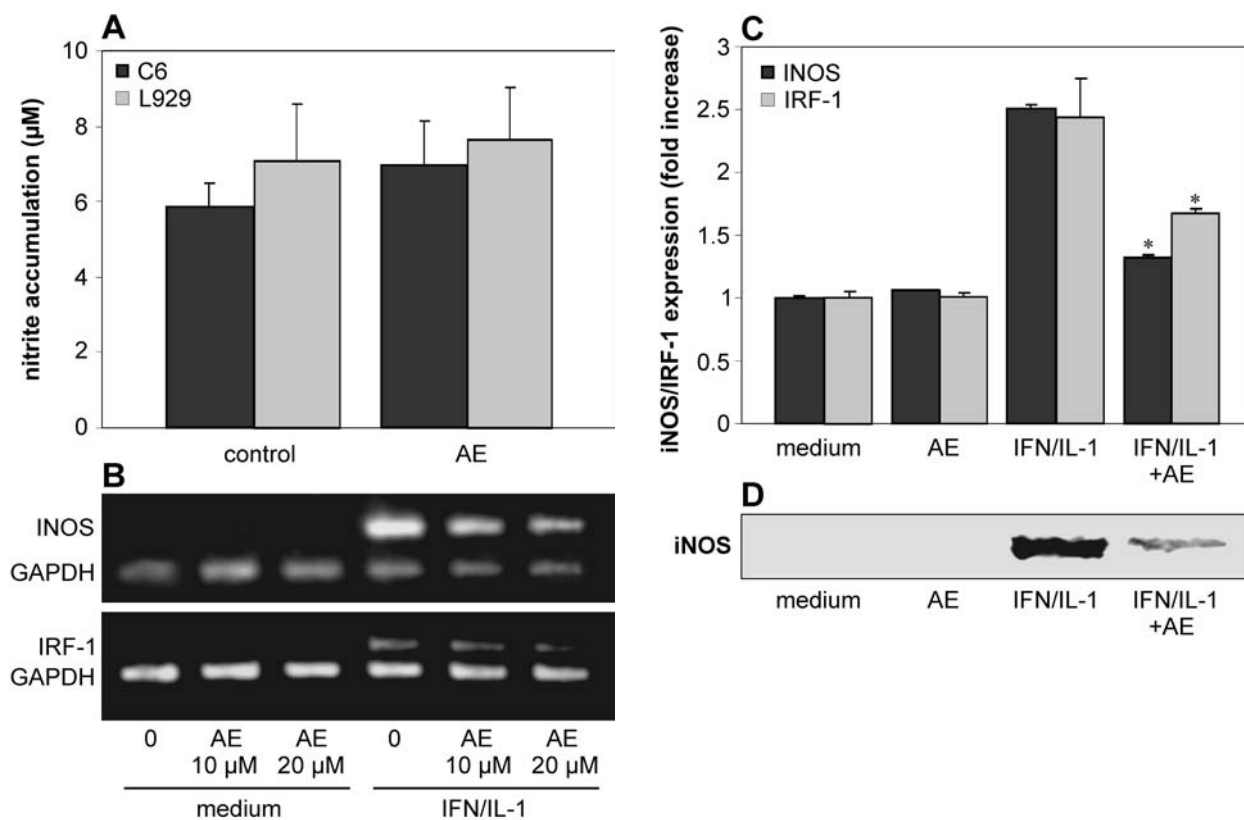 A
nitrite accumulation (µM)
10
8
6
4
2
0
C6
L929
control
AE
B
INOS
GAPDH
IRF-1
GAPDH
0
AE
10 µM
AE
20 µM
0
AE
10 µM
AE
20 µM
medium
IFN/IL-1
C
iNOS/IRF-1 expression (fold increase)
3
2.5
2
1.5
1
0.5
0
INOS
IRF-1
*
*
medium
AE
IFN/IL-1
IFN/IL-1
+AE
D
iNOS
medium
AE
IFN/IL-1
IFN/IL-1
+AE